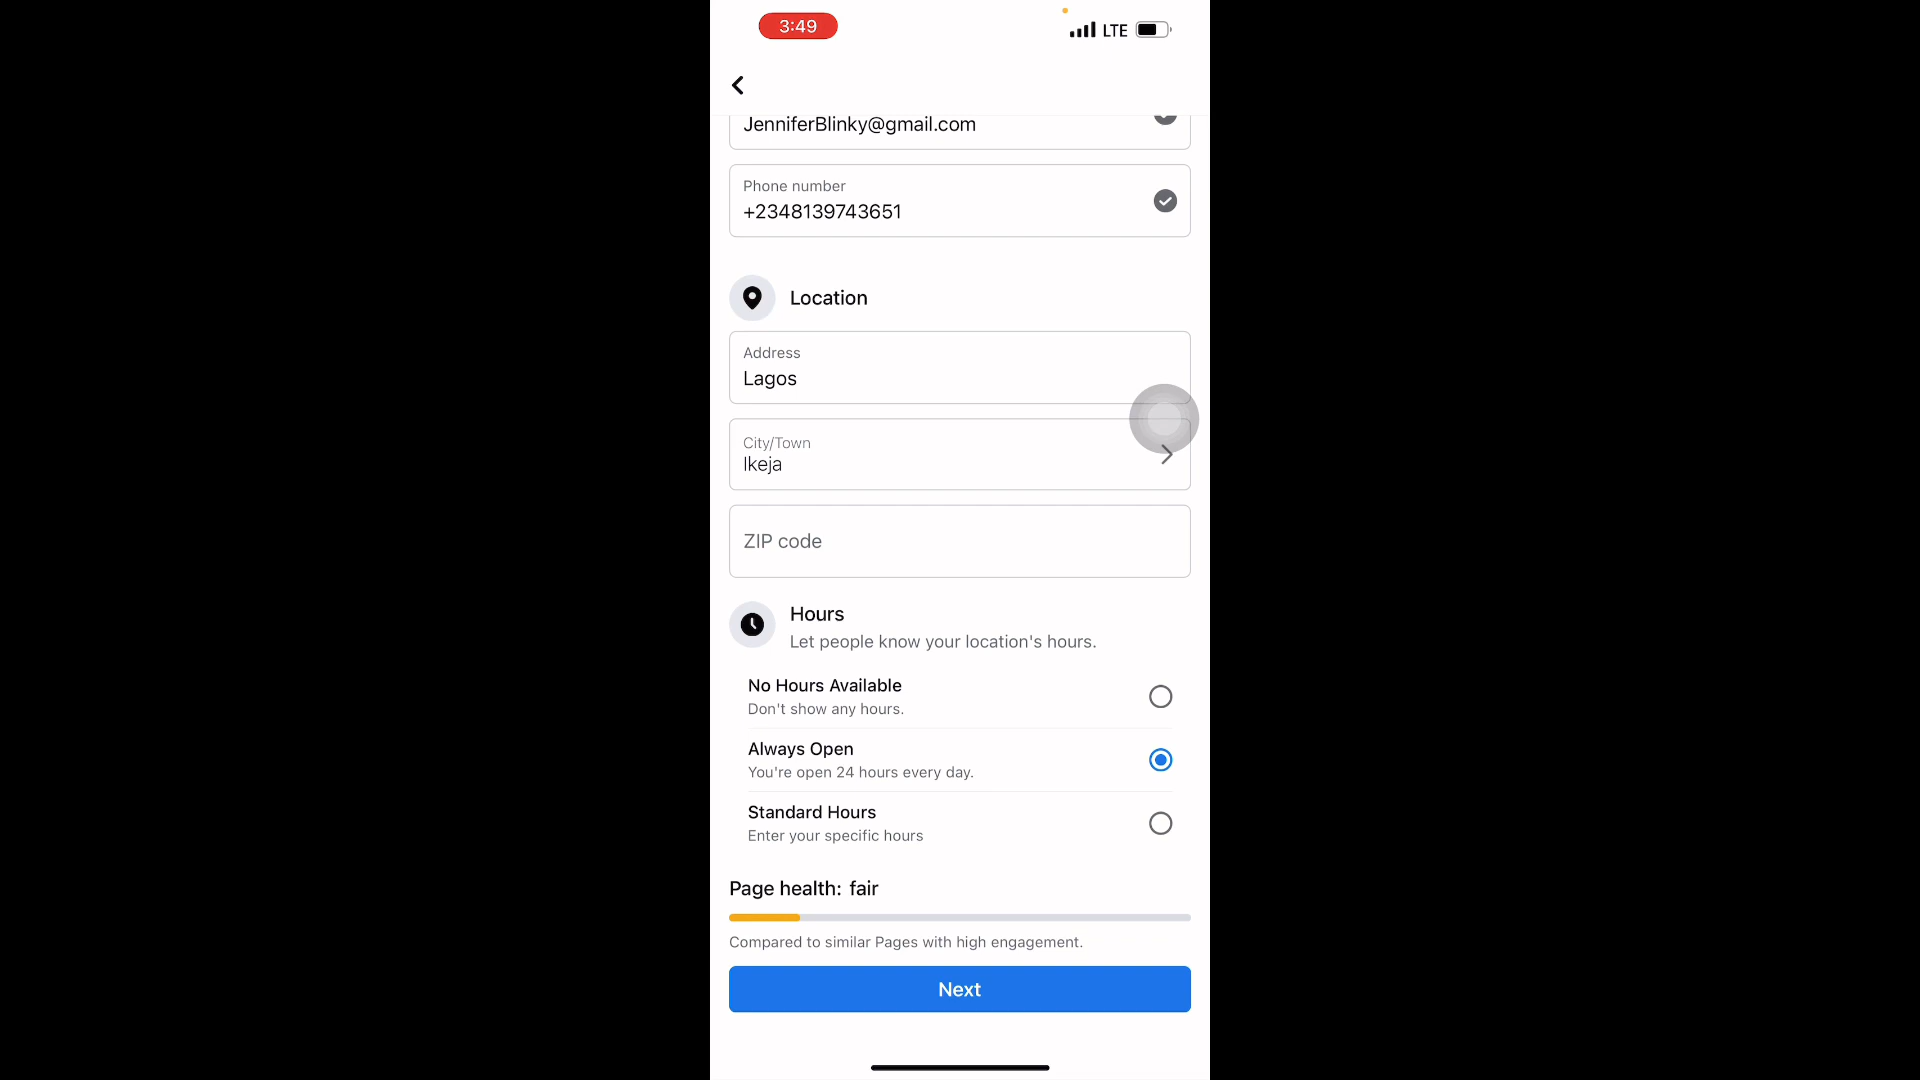 3:49
LTE
JenniferBlinky@gmail.com
Phone number
+2348139743651
Location
Address
Lagos
City/Town
Ikeja
ZIP code
Hours
Let people know your location's hours.
No Hours Available
Don't show any hours.
Always Open
You're open 24 hours every day.
Standard Hours
Enter your specific hours
Page health: fair
Compared to similar Pages with high engagement.
Next